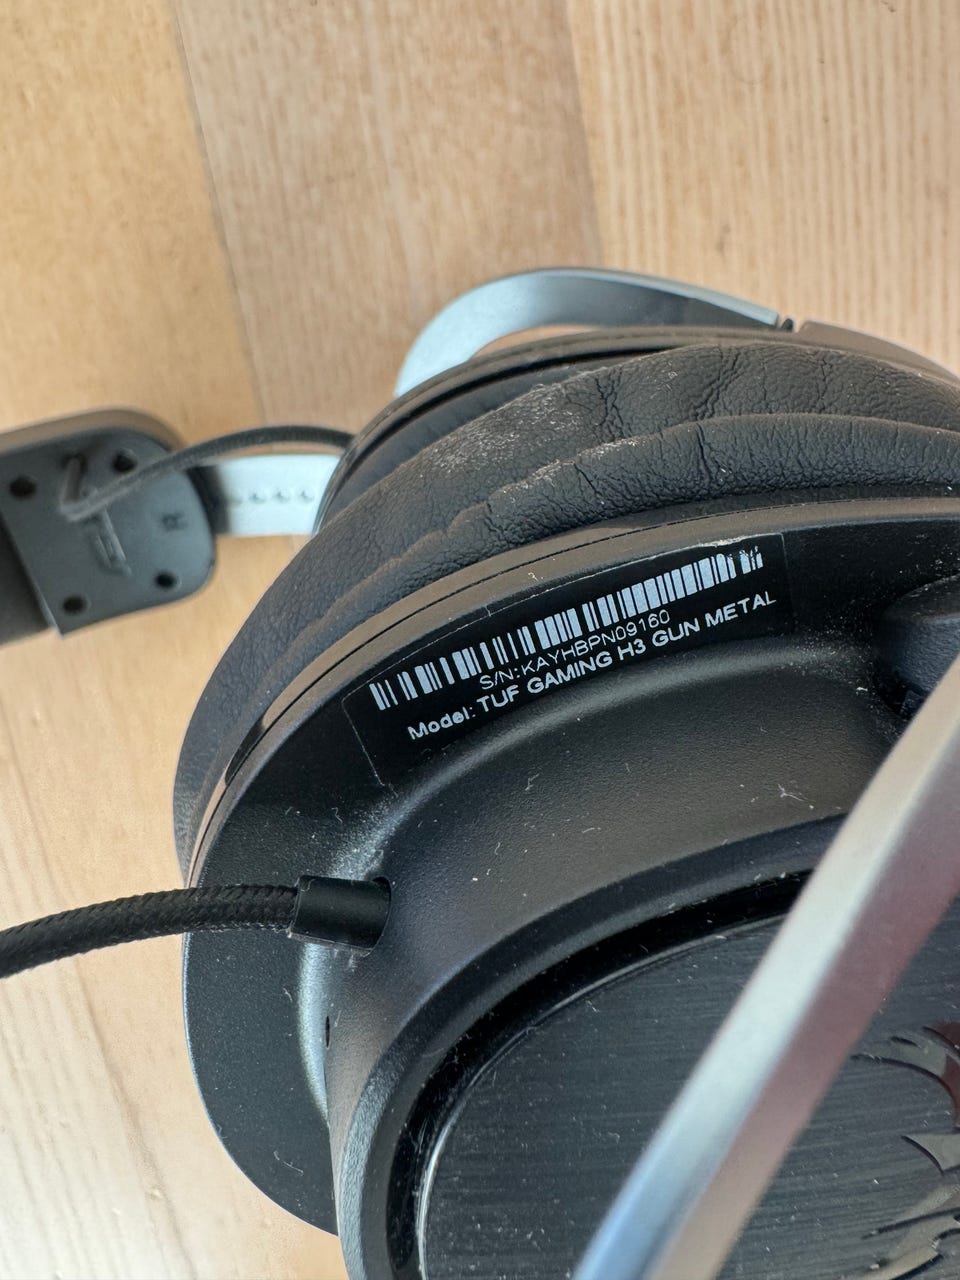 S/N:KAYHBPN09160
Model: TUF GAMING H3 GUN METAL
R